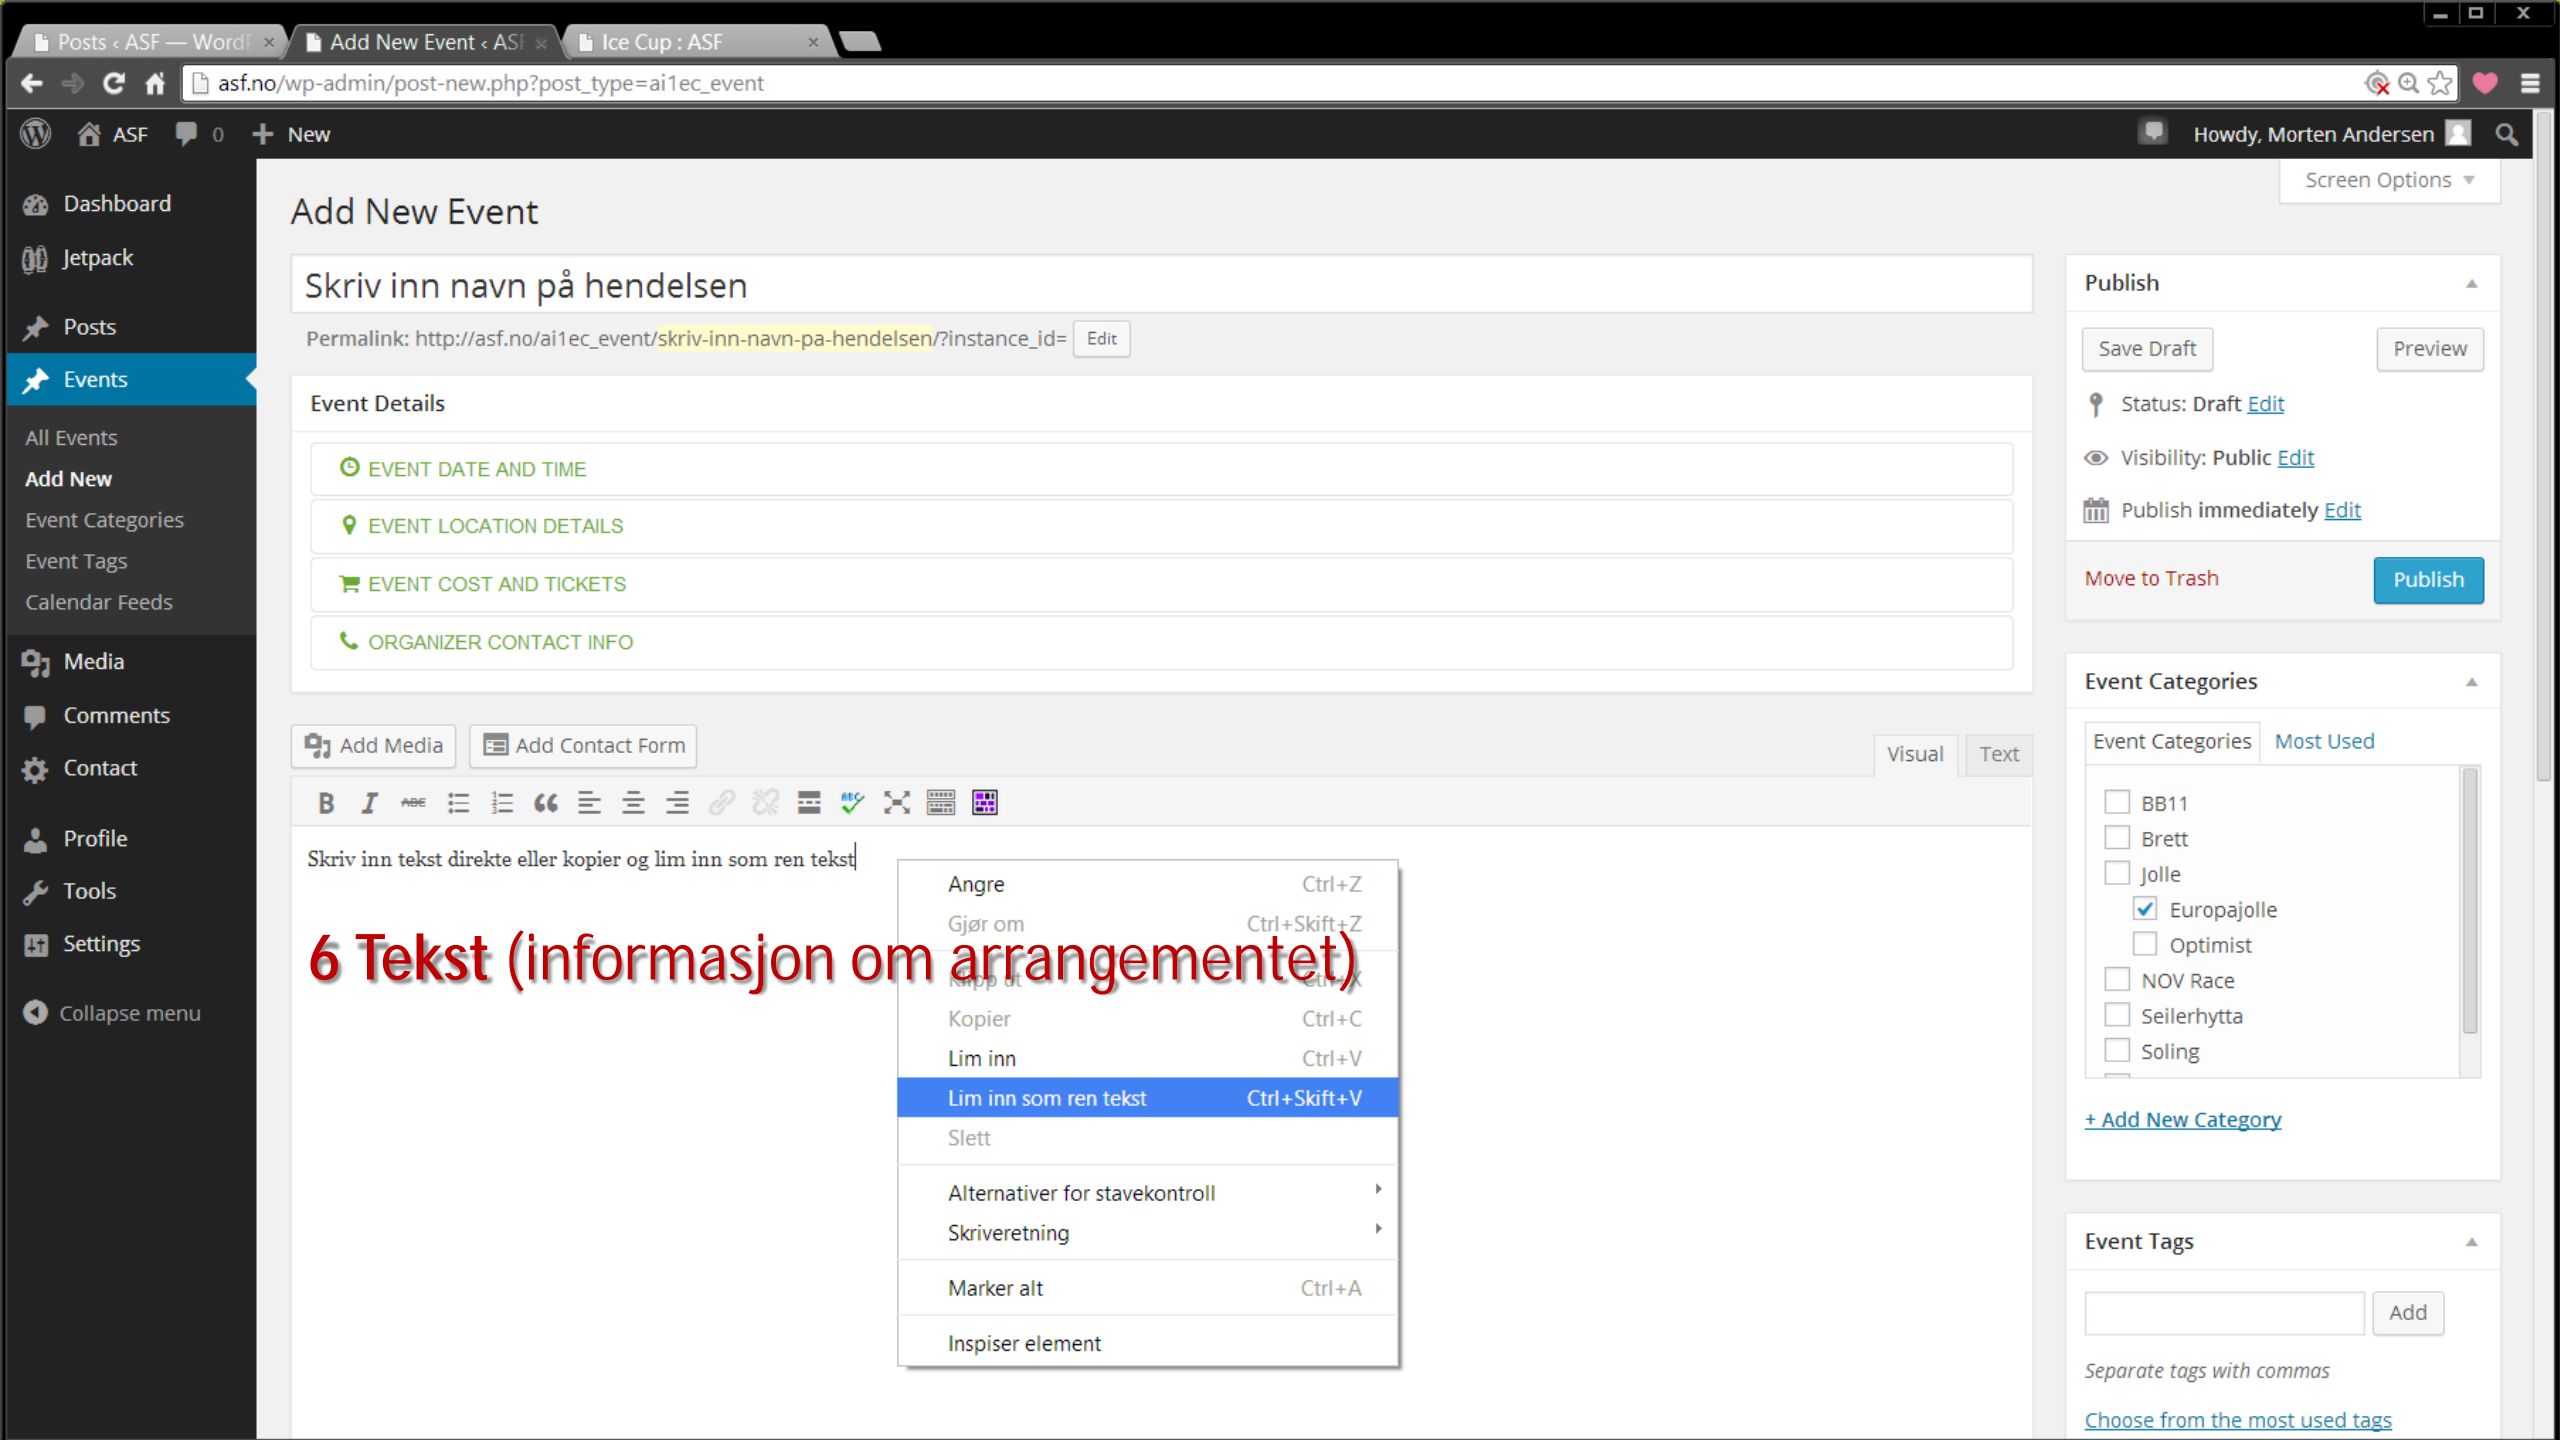 Posts ‹ ASF — WordF
Add New Event ‹ ASF
Ice Cup : ASF
asf.no/wp-admin/post-new.php?post_type=ai1ec_event
ASF 0 New
Howdy, Morten Andersen
Dashboard
Jetpack
Posts
Events
All Events
Add New
Event Categories
Event Tags
Calendar Feeds
Media
Comments
Contact
Profile
Tools
Settings
Collapse menu
Screen Options
Add New Event
Skriv inn navn på hendelsen
Permalink: http://asf.no/ai1ec_event/skriv-inn-navn-pa-hendelsen/?instance_id= Edit
Event Details
EVENT DATE AND TIME
EVENT LOCATION DETAILS
EVENT COST AND TICKETS
ORGANIZER CONTACT INFO
Add Media Add Contact Form
Visual Text
B I ABE ABC
Skriv inn tekst direkte eller kopier og lim inn som ren tekst
6 Tekst (informasjon om arrangementet)
Angre Ctrl+Z
Gjør om Ctrl+Skift+Z
Klipp ut Ctrl+X
Kopier Ctrl+C
Lim inn Ctrl+V
Lim inn som ren tekst Ctrl+Skift+V
Slett
Alternativer for stavekontroll
Skriveretning
Marker alt Ctrl+A
Inspiser element
Publish
Save Draft Preview
Status: Draft Edit
Visibility: Public Edit
Publish immediately Edit
Move to Trash Publish
Event Categories
Event Categories Most Used
BB11
Brett
Jolle
Europajolle
Optimist
NOV Race
Seilerhytta
Soling
+ Add New Category
Event Tags
Add
Separate tags with commas
Choose from the most used tags